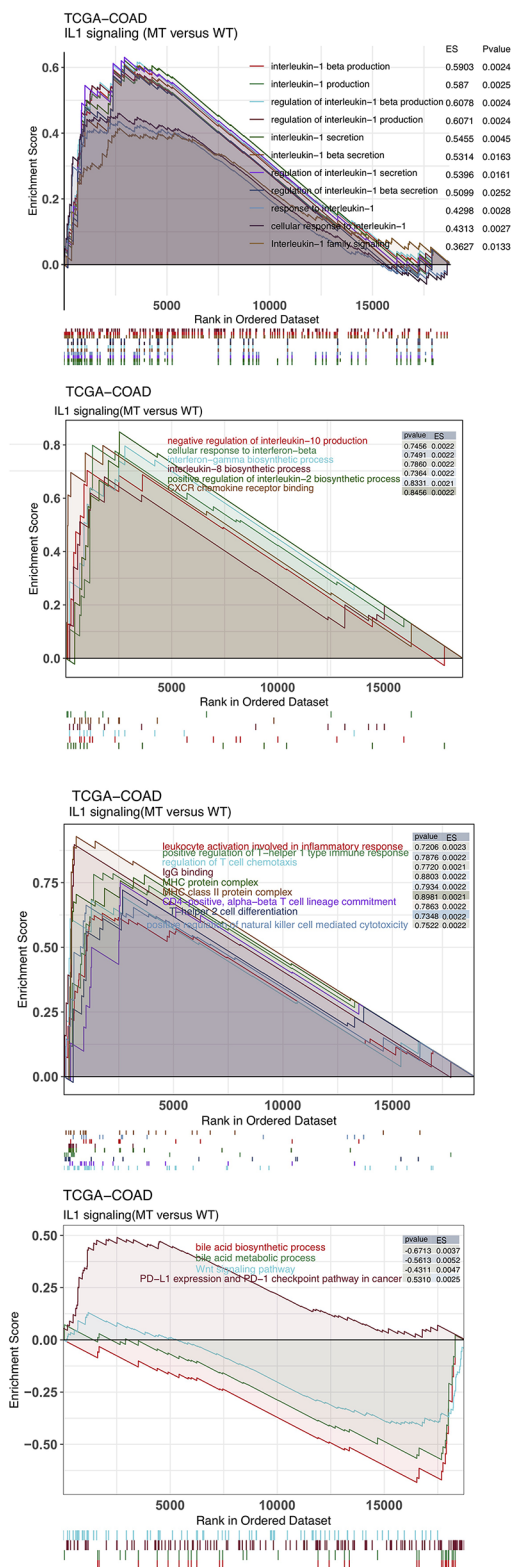 TCGA−COAD
IL1 signaling (MT versus WT)
ES Pvalue
interleukin−1 beta production 0.5903 0.0024
interleukin−1 production 0.587 0.0025
regulation of interleukin−1 beta production 0.6078 0.0024
regulation of interleukin−1 production 0.6071 0.0024
interleukin−1 secretion 0.5455 0.0045
interleukin−1 beta secretion 0.5314 0.0163
regulation of interleukin−1 secretion 0.5396 0.0161
regulation of interleukin−1 beta secretion 0.5099 0.0252
response to interleukin−1 0.4298 0.0028
cellular response to interleukin−1 0.4313 0.0027
Interleukin−1 family signaling 0.3627 0.0133
0.6
0.4
0.2
0.0
Enrichment Score
5000 10000 15000
Rank in Ordered Dataset
TCGA−COAD
IL1 signaling(MT versus WT)
pvalue ES
negative regulation of interleukin−10 production 0.7456 0.0022
cellular response to interferon−beta 0.7491 0.0022
interferon−gamma biosynthetic process 0.7860 0.0022
interleukin−8 biosynthetic process 0.7364 0.0022
positive regulation of interleukin−2 biosynthetic process 0.8331 0.0021
CXCR chemokine receptor binding 0.8456 0.0022
0.8
0.6
0.4
0.2
0.0
Enrichment Score
5000 10000 15000
Rank in Ordered Dataset
TCGA−COAD
IL1 signaling(MT versus WT)
pvalue ES
leukocyte activation involved in inflammatory response 0.7206 0.0023
positive regulation of T−helper 1 type immune response 0.7876 0.0022
regulation of T cell chemotaxis 0.7720 0.0021
IgG binding 0.8803 0.0022
MHC protein complex 0.7934 0.0022
MHC class II protein complex 0.8981 0.0021
CD4−positive, alpha−beta T cell lineage commitment 0.7863 0.0022
T−helper 2 cell differentiation 0.7348 0.0022
positive regulation of natural killer cell mediated cytotoxicity 0.7522 0.0022
0.75
0.50
0.25
0.00
Enrichment Score
5000 10000 15000
Rank in Ordered Dataset
TCGA−COAD
IL1 signaling(MT versus WT)
pvalue ES
bile acid biosynthetic process -0.6713 0.0037
bile acid metabolic process -0.5613 0.0052
Wnt signaling pathway -0.4311 0.0047
PD−L1 expression and PD−1 checkpoint pathway in cancer 0.5310 0.0025
0.50
0.25
0.00
−0.25
−0.50
Enrichment Score
5000 10000 15000
Rank in Ordered Dataset